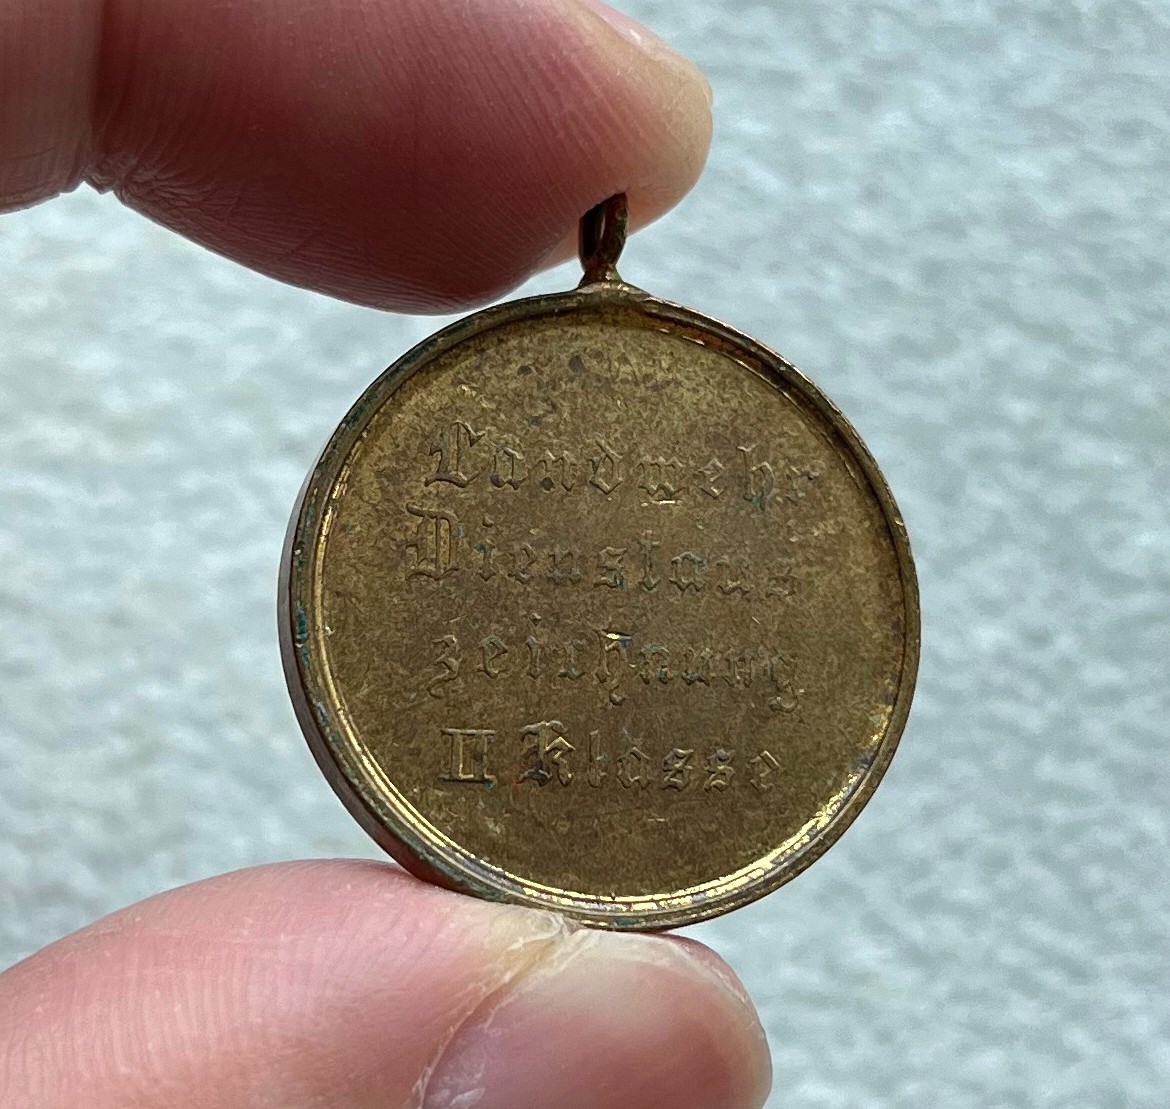 Landwehr
Dienstaus
zeichnung
II Klasse